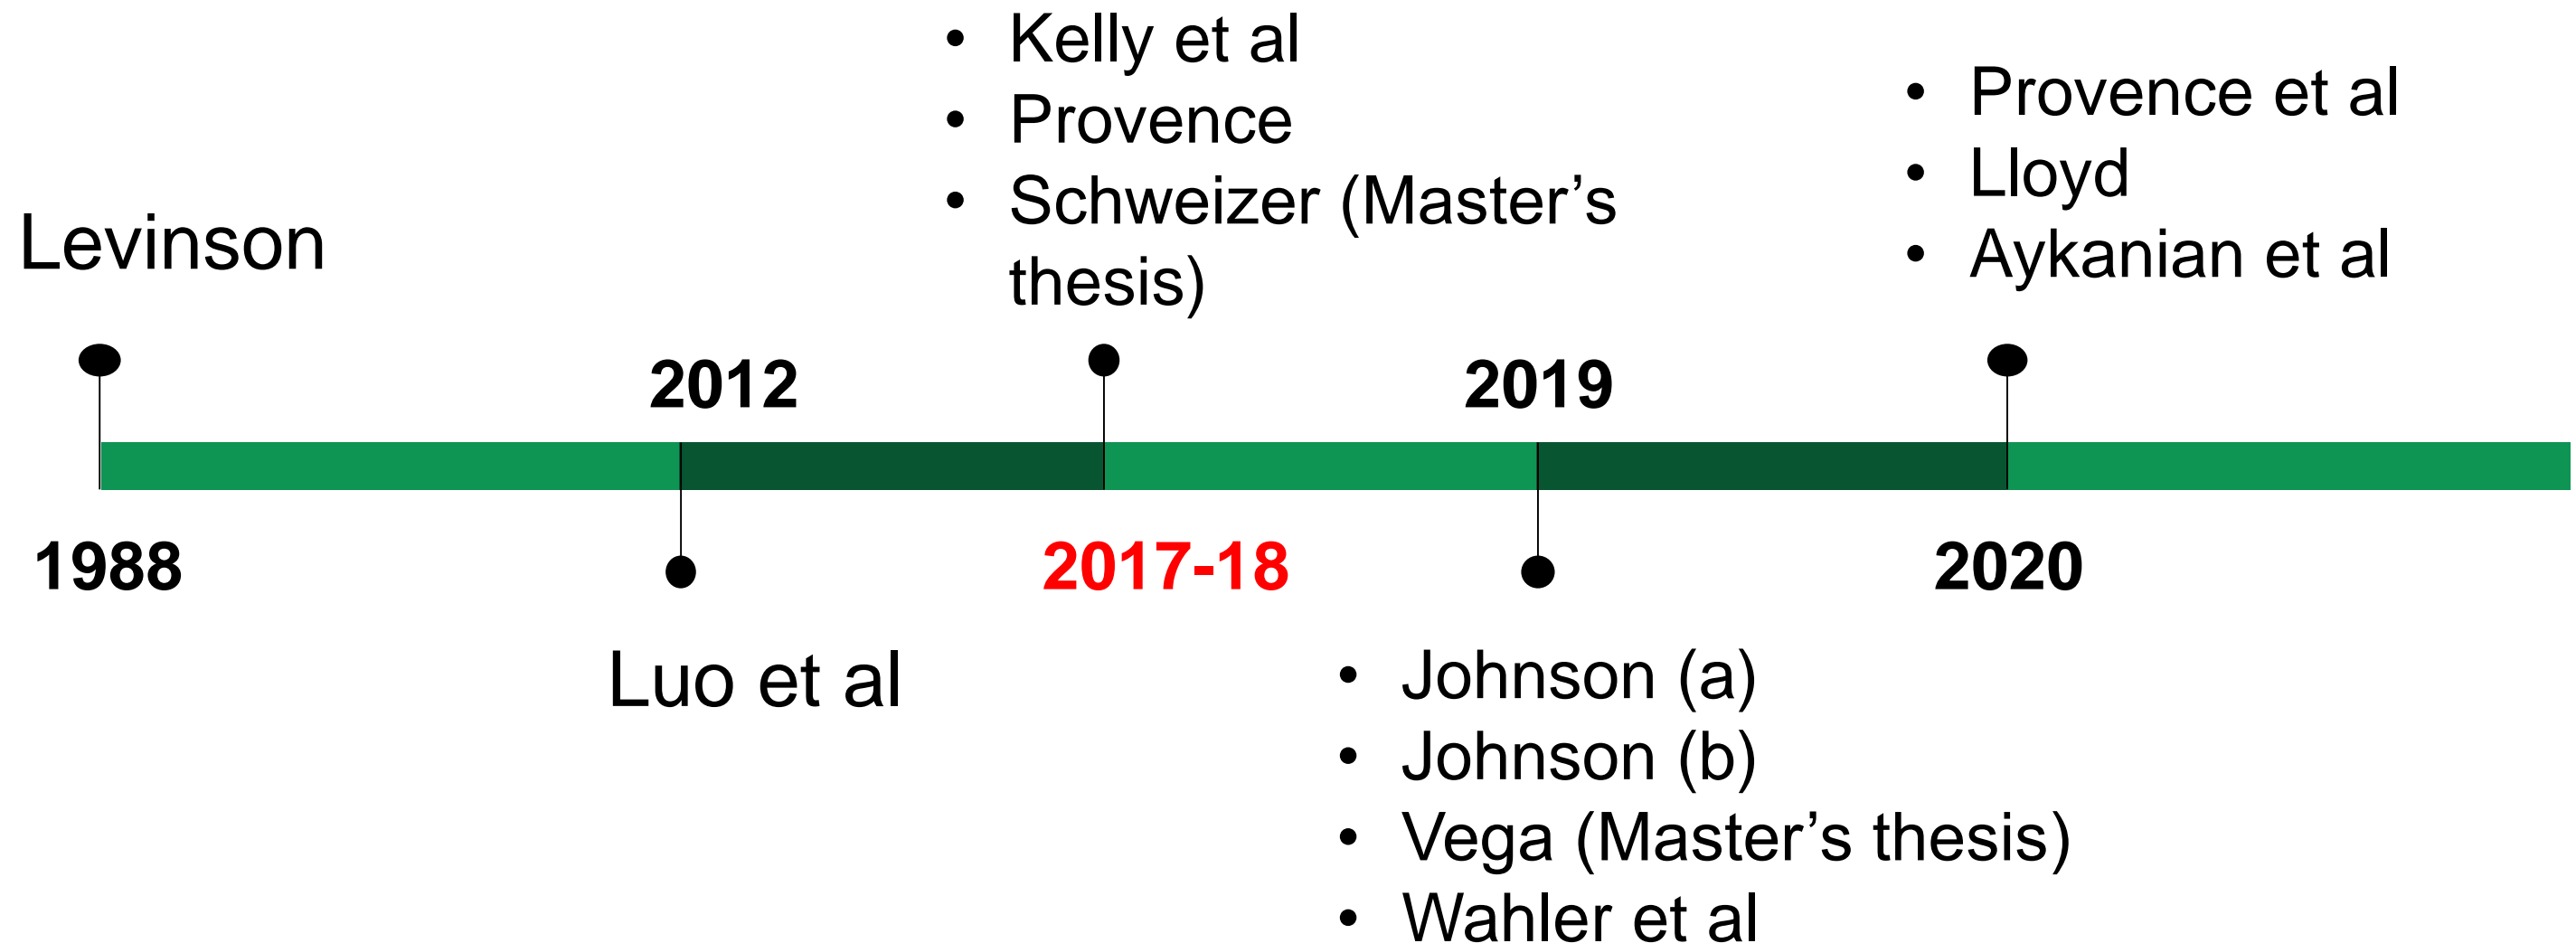 Levinson
1988
2012
Luo et al
• Kelly et al
• Provence
• Schweizer (Master’s
thesis)
2017-18
2019
• Johnson (a)
• Johnson (b)
• Vega (Master’s thesis)
• Wahler et al
• Provence et al
• Lloyd
• Aykanian et al
2020